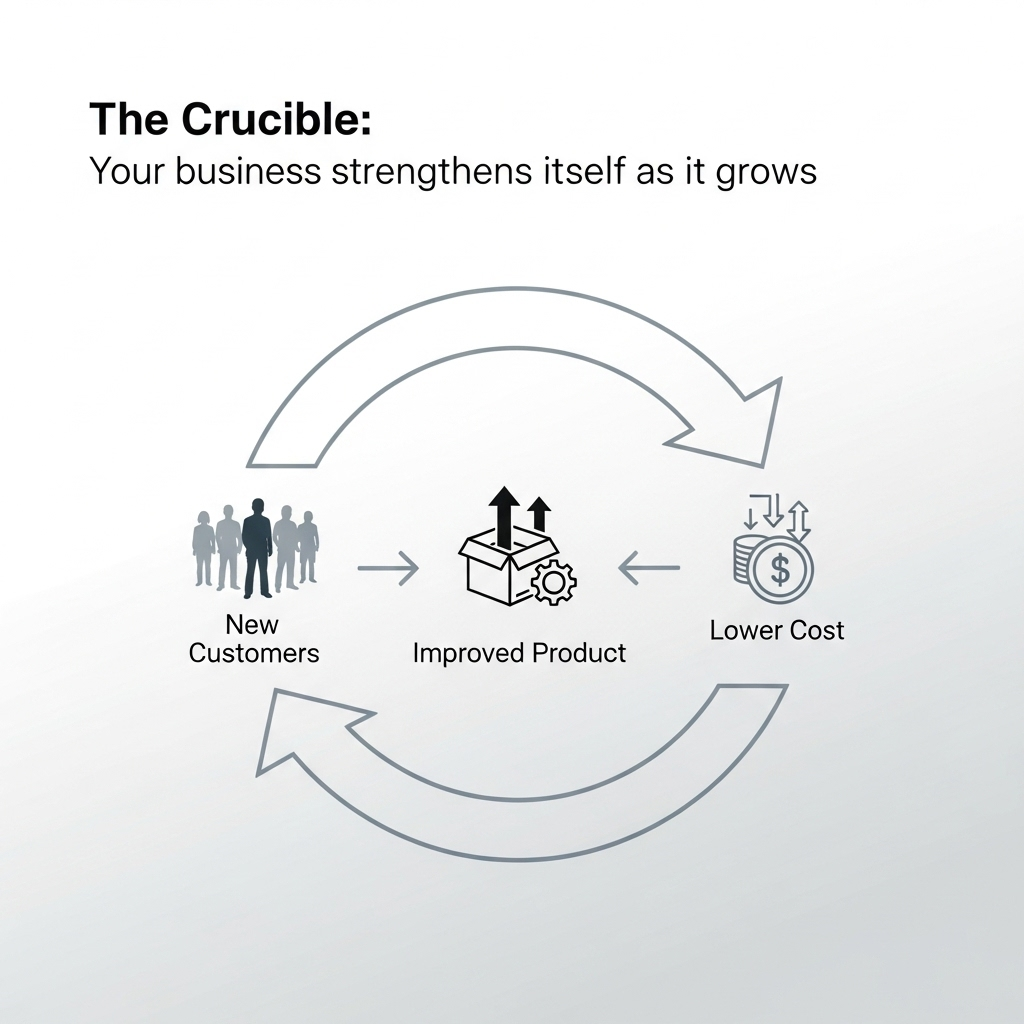 The Crucible:
Your business strengthens itself as it grows
$
New
Customers
Improved Product
Lower Cost